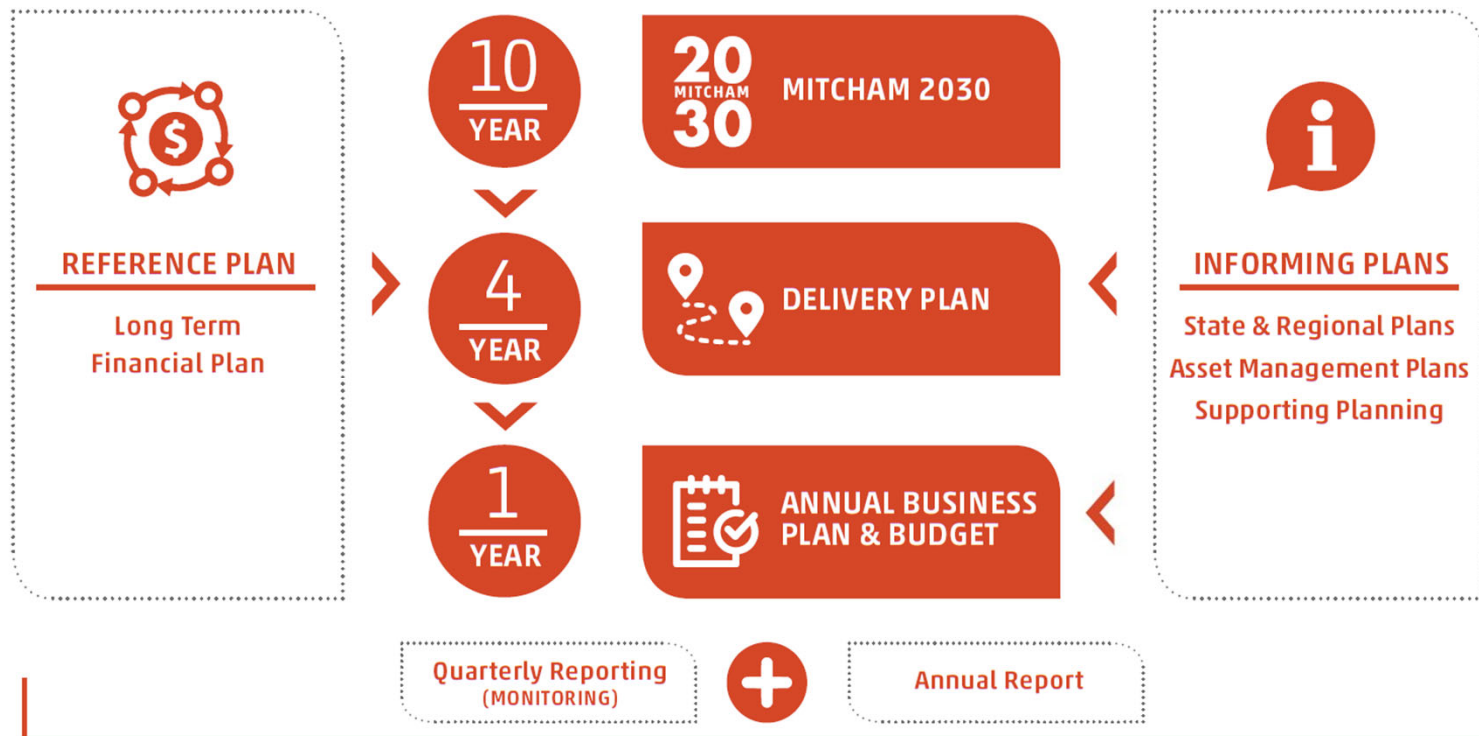 REFERENCE PLAN
Long Term
Financial Plan
10
YEAR
20
MITCHAM
30
MITCHAM 2030
4
YEAR
DELIVERY PLAN
1
YEAR
ANNUAL BUSINESS
PLAN & BUDGET
i
INFORMING PLANS
State & Regional Plans
Asset Management Plans
Supporting Planning
Quarterly Reporting
(MONITORING)
+
Annual Report
$